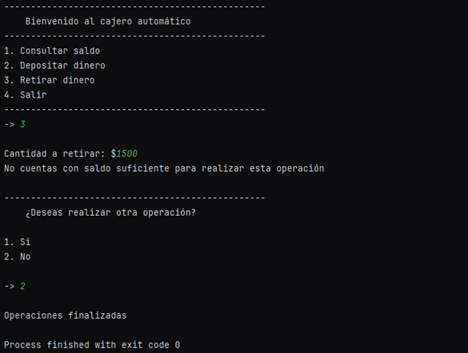 -------------------------------------------------
Bienvenido al cajero automático
-------------------------------------------------
1. Consultar saldo
2. Depositar dinero
3. Retirar dinero
4. Salir
-------------------------------------------------
-> 3
Cantidad a retirar: $1500
No cuentas con saldo suficiente para realizar esta operación
-------------------------------------------------
¿Deseas realizar otra operación?
1. Si
2. No
-> 2
Operaciones finalizadas
Process finished with exit code 0